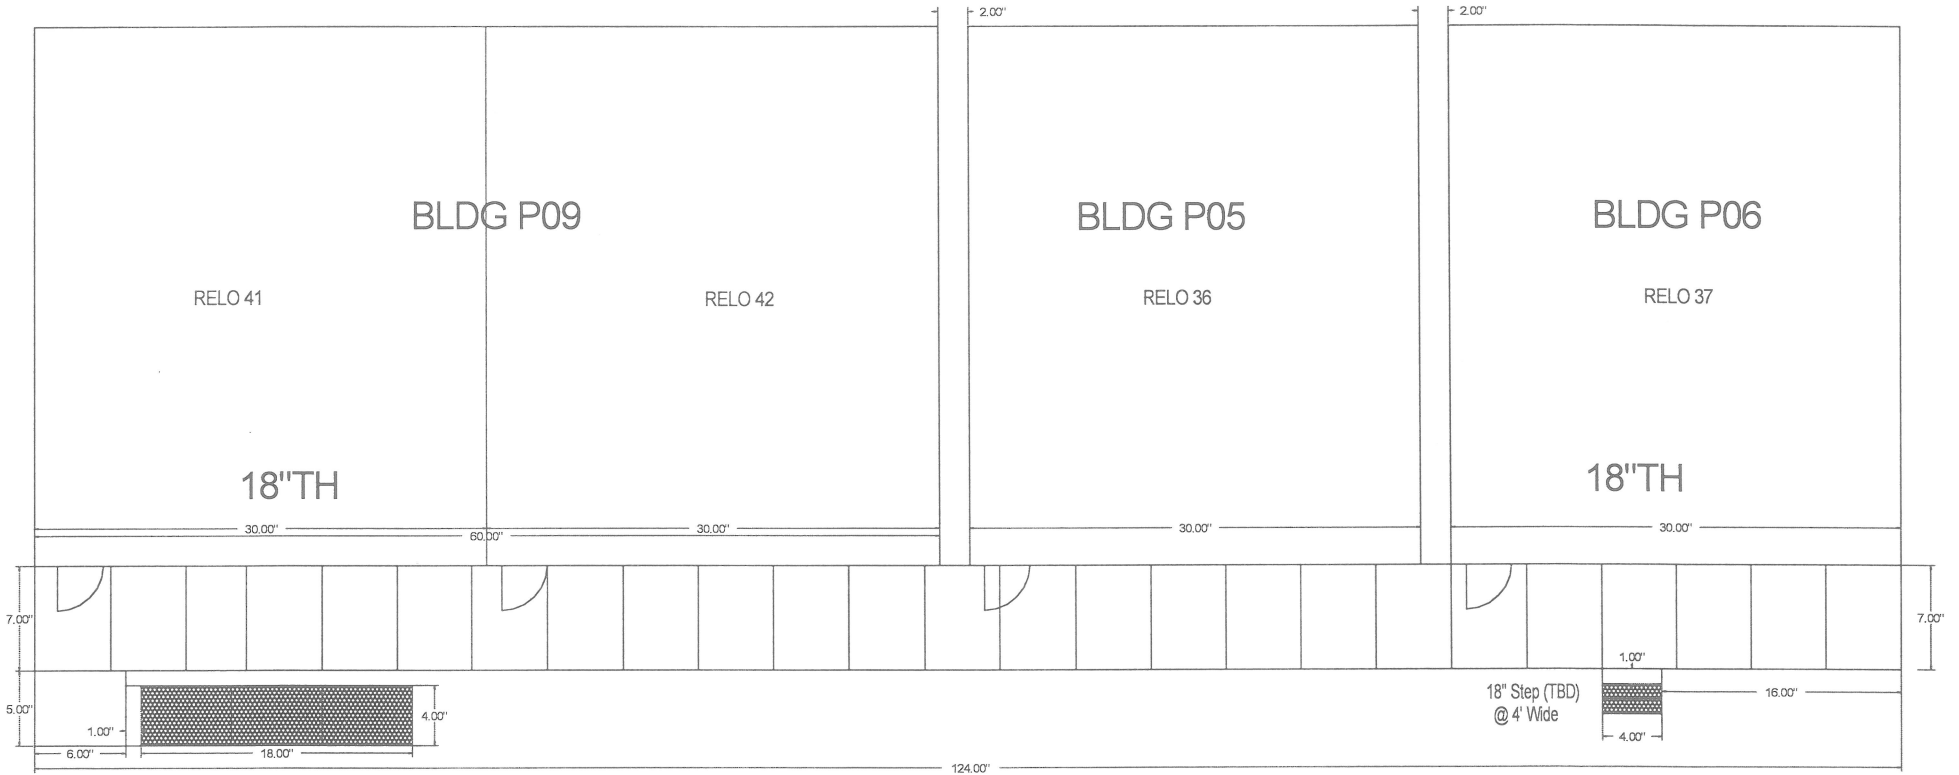 2.00"
2.00"
BLDG P09
BLDG P05
BLDG P06
RELO 41
RELO 42
RELO 36
RELO 37
18"TH
18"TH
30.00"
30.00"
30.00"
30.00"
60.00"
7.00"
7.00"
5.00"
1.00"
6.00"
18.00"
4.00"
18" Step (TBD)
@ 4' Wide
1.00"
16.00"
4.00"
124.00"